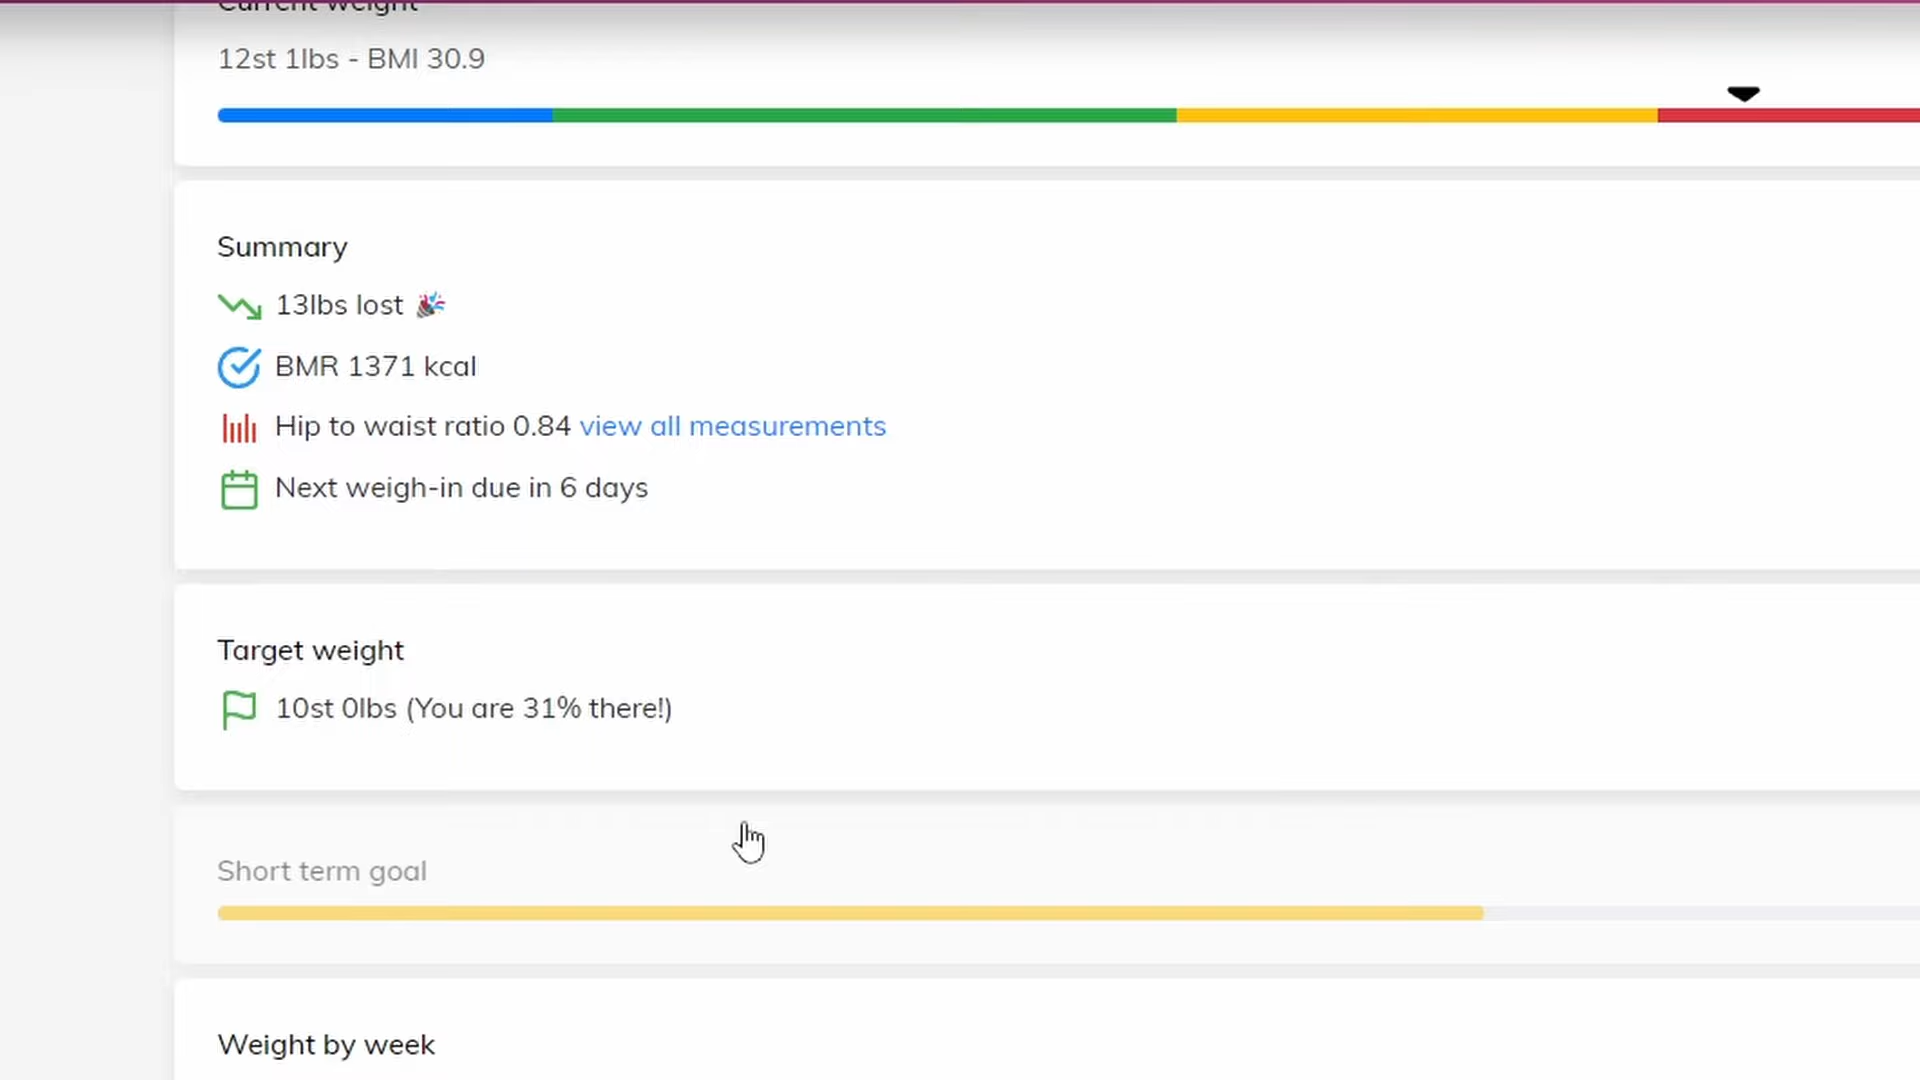 Current weight
12st 1lbs - BMI 30.9
Summary
13lbs lost 🎉
BMR 1371 kcal
Hip to waist ratio 0.84 view all measurements
Next weigh-in due in 6 days
Target weight
10st 0lbs (You are 31% there!)
Short term goal
Weight by week